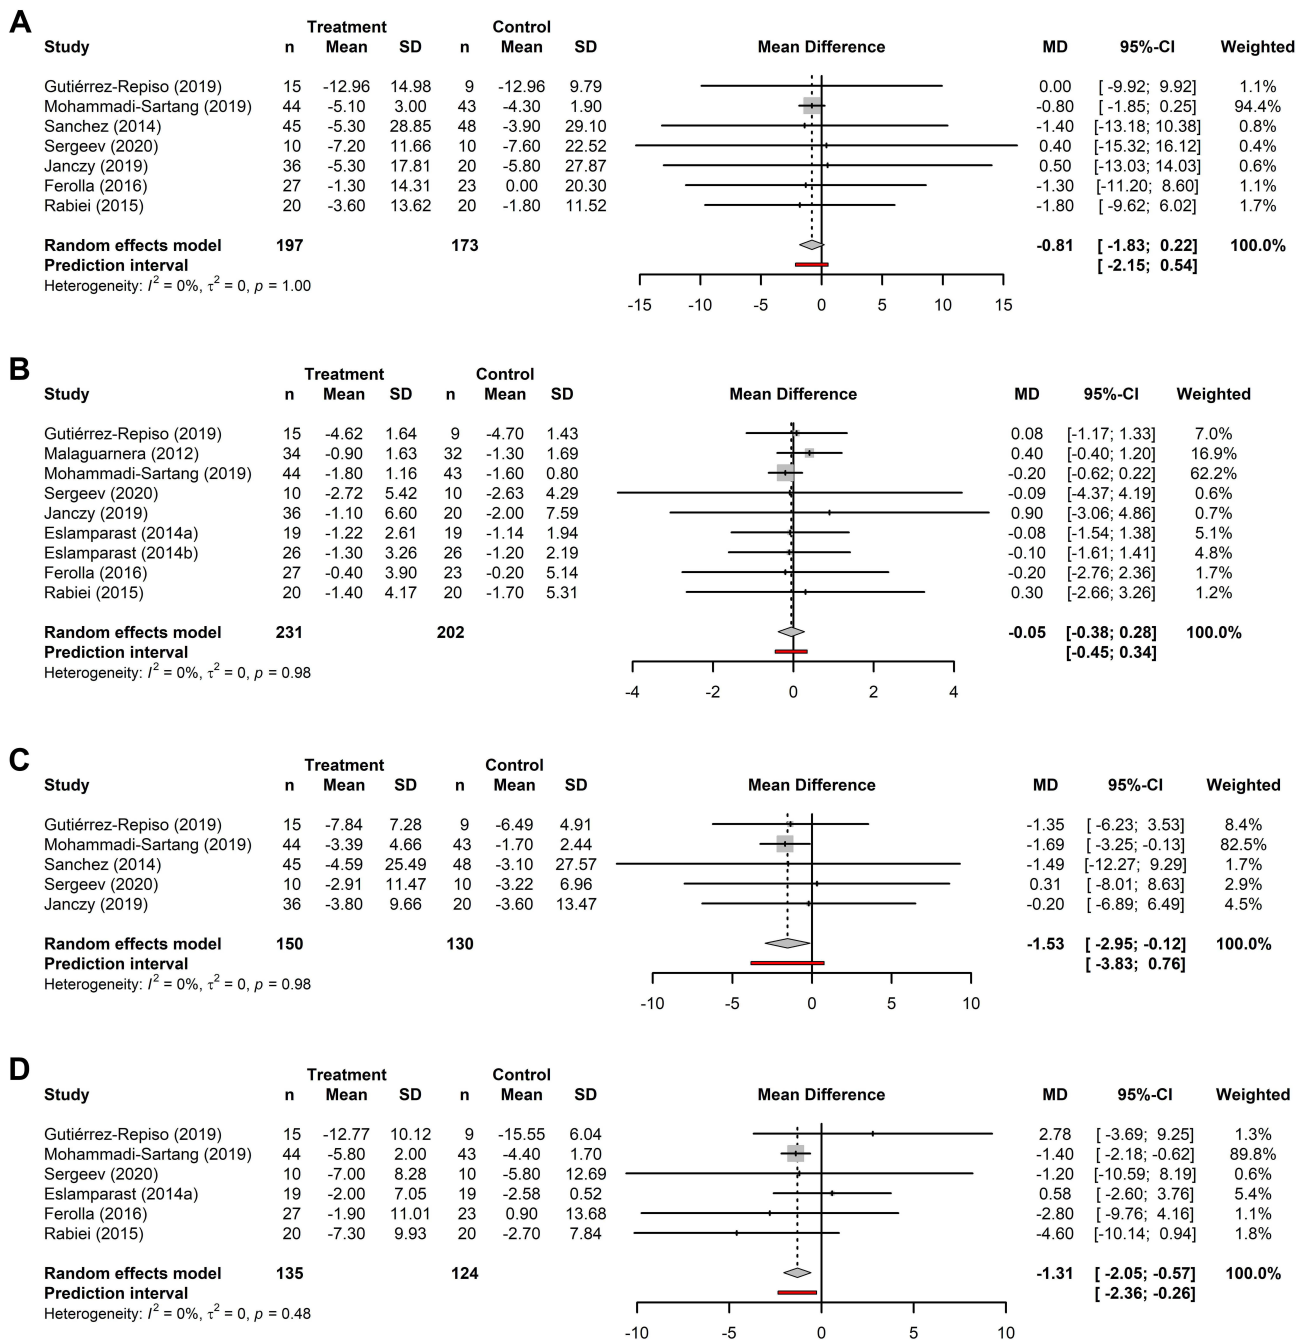 A
Treatment Control
Study n Mean SD n Mean SD Mean Difference MD 95%-CI Weighted
Gutiérrez-Repiso (2019) 15 -12.96 14.98 9 -12.96 9.79 0.00 [ -9.92; 9.92] 1.1%
Mohammadi-Sartang (2019) 44 -5.10 3.00 43 -4.30 1.90 -0.80 [ -1.85; 0.25] 94.4%
Sanchez (2014) 45 -5.30 28.85 48 -3.90 29.10 -1.40 [-13.18; 10.38] 0.8%
Sergeev (2020) 10 -7.20 11.66 10 -7.60 22.52 0.40 [-15.32; 16.12] 0.4%
Janczy (2019) 36 -5.30 17.81 20 -5.80 27.87 0.50 [-13.03; 14.03] 0.6%
Ferolla (2016) 27 -1.30 14.31 23 0.00 20.30 -1.30 [-11.20; 8.60] 1.1%
Rabiei (2015) 20 -3.60 13.62 20 -1.80 11.52 -1.80 [ -9.62; 6.02] 1.7%
Random effects model 197 173 -0.81 [ -1.83; 0.22] 100.0%
Prediction interval [ -2.15; 0.54]
Heterogeneity: I² = 0%, τ² = 0, p = 1.00
-15 -10 -5 0 5 10 15
B
Treatment Control
Study n Mean SD n Mean SD Mean Difference MD 95%-CI Weighted
Gutiérrez-Repiso (2019) 15 -4.62 1.64 9 -4.70 1.43 0.08 [-1.17; 1.33] 7.0%
Malaguarnera (2012) 34 -0.90 1.63 32 -1.30 1.69 0.40 [-0.40; 1.20] 16.9%
Mohammadi-Sartang (2019) 44 -1.80 1.16 43 -1.60 0.80 -0.20 [-0.62; 0.22] 62.2%
Sergeev (2020) 10 -2.72 5.42 10 -2.63 4.29 -0.09 [-4.37; 4.19] 0.6%
Janczy (2019) 36 -1.10 6.60 20 -2.00 7.59 0.90 [-3.06; 4.86] 0.7%
Eslamparast (2014a) 19 -1.22 2.61 19 -1.14 1.94 -0.08 [-1.54; 1.38] 5.1%
Eslamparast (2014b) 26 -1.30 3.26 26 -1.20 2.19 -0.10 [-1.61; 1.41] 4.8%
Ferolla (2016) 27 -0.40 3.90 23 -0.20 5.14 -0.20 [-2.76; 2.36] 1.7%
Rabiei (2015) 20 -1.40 4.17 20 -1.70 5.31 0.30 [-2.66; 3.26] 1.2%
Random effects model 231 202 -0.05 [-0.38; 0.28] 100.0%
Prediction interval [-0.45; 0.34]
Heterogeneity: I² = 0%, τ² = 0, p = 0.98
-4 -2 0 2 4
C
Treatment Control
Study n Mean SD n Mean SD Mean Difference MD 95%-CI Weighted
Gutiérrez-Repiso (2019) 15 -7.84 7.28 9 -6.49 4.91 -1.35 [ -6.23; 3.53] 8.4%
Mohammadi-Sartang (2019) 44 -3.39 4.66 43 -1.70 2.44 -1.69 [ -3.25; -0.13] 82.5%
Sanchez (2014) 45 -4.59 25.49 48 -3.10 27.57 -1.49 [-12.27; 9.29] 1.7%
Sergeev (2020) 10 -2.91 11.47 10 -3.22 6.96 0.31 [ -8.01; 8.63] 2.9%
Janczy (2019) 36 -3.80 9.66 20 -3.60 13.47 -0.20 [ -6.89; 6.49] 4.5%
Random effects model 150 130 -1.53 [ -2.95; -0.12] 100.0%
Prediction interval [ -3.83; 0.76]
Heterogeneity: I² = 0%, τ² = 0, p = 0.98
-10 -5 0 5 10
D
Treatment Control
Study n Mean SD n Mean SD Mean Difference MD 95%-CI Weighted
Gutiérrez-Repiso (2019) 15 -12.77 10.12 9 -15.55 6.04 2.78 [ -3.69; 9.25] 1.3%
Mohammadi-Sartang (2019) 44 -5.80 2.00 43 -4.40 1.70 -1.40 [ -2.18; -0.62] 89.8%
Sergeev (2020) 10 -7.00 8.28 10 -5.80 12.69 -1.20 [-10.59; 8.19] 0.6%
Eslamparast (2014a) 19 -2.00 7.05 19 -2.58 0.52 0.58 [ -2.60; 3.76] 5.4%
Ferolla (2016) 27 -1.90 11.01 23 0.90 13.68 -2.80 [ -9.76; 4.16] 1.1%
Rabiei (2015) 20 -7.30 9.93 20 -2.70 7.84 -4.60 [-10.14; 0.94] 1.8%
Random effects model 135 124 -1.31 [ -2.05; -0.57] 100.0%
Prediction interval [ -2.36; -0.26]
Heterogeneity: I² = 0%, τ² = 0, p = 0.48
-10 -5 0 5 10